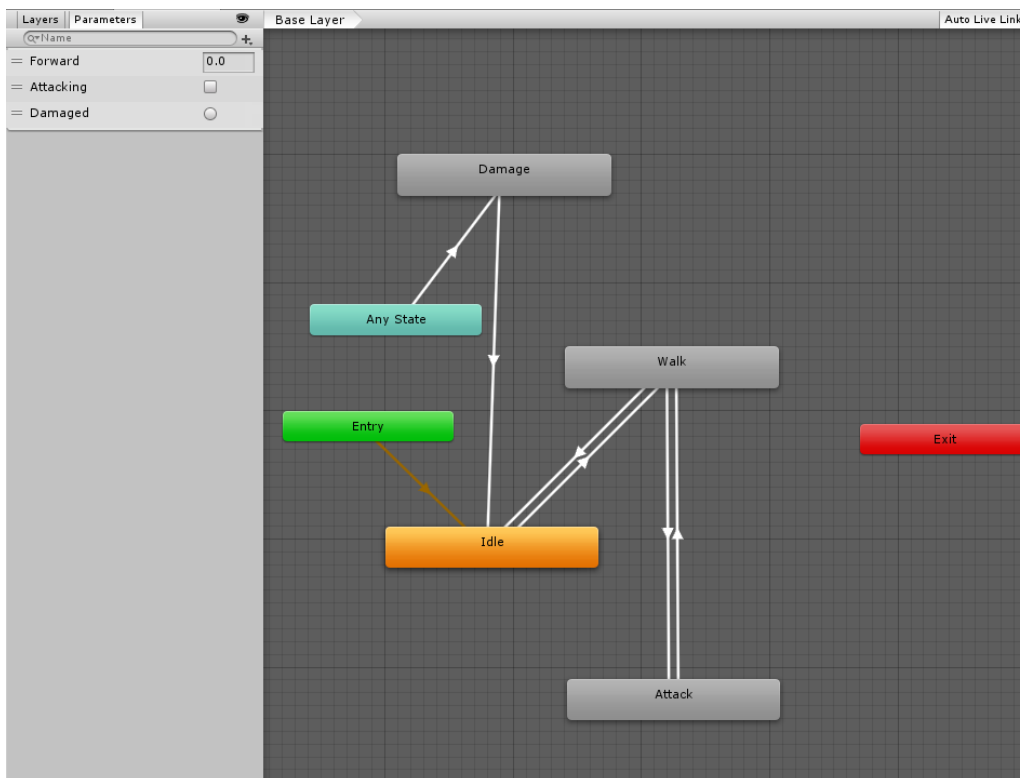 Layers Parameters Base Layer Auto Live Link
Name
Forward 0.0
Attacking
Damaged
Damage
Any State
Walk
Entry
Exit
Idle
Attack